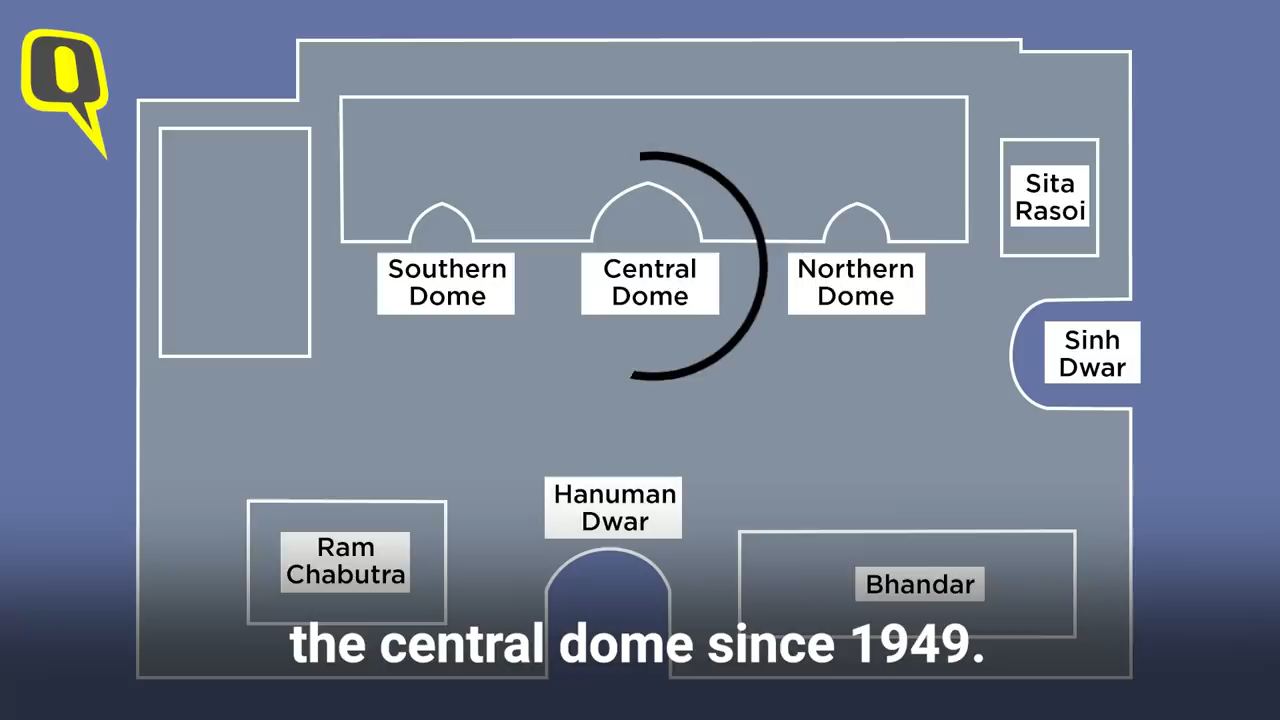 Q
Sita
Rasoi
Southern
Dome
Central
Dome
Northern
Dome
Sinh
Dwar
Hanuman
Dwar
Ram
Chabutra
Bhandar
the central dome since 1949.